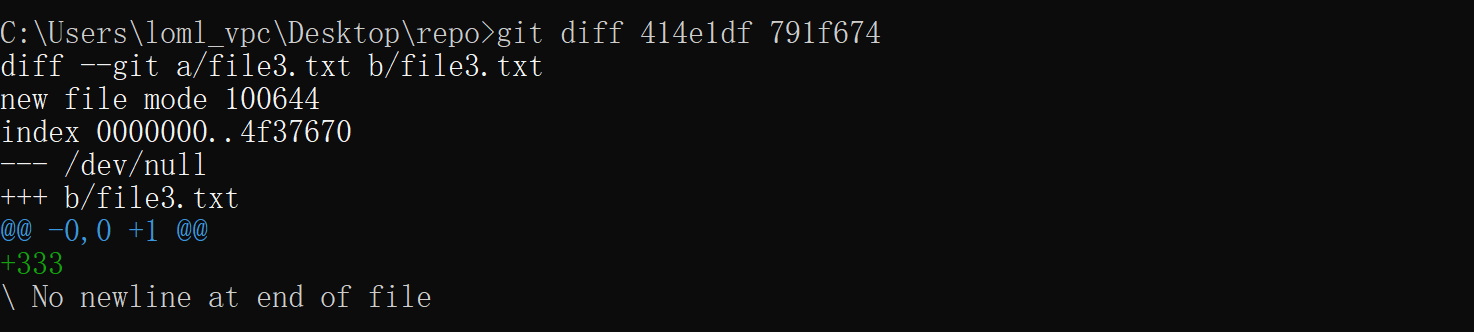 C:\Users\loml_vpc\Desktop\repo>git diff 414e1df 791f674
diff --git a/file3.txt b/file3.txt
new file mode 100644
index 0000000..4f37670
--- /dev/null
+++ b/file3.txt
@@ -0,0 +1 @@
+333
\ No newline at end of file